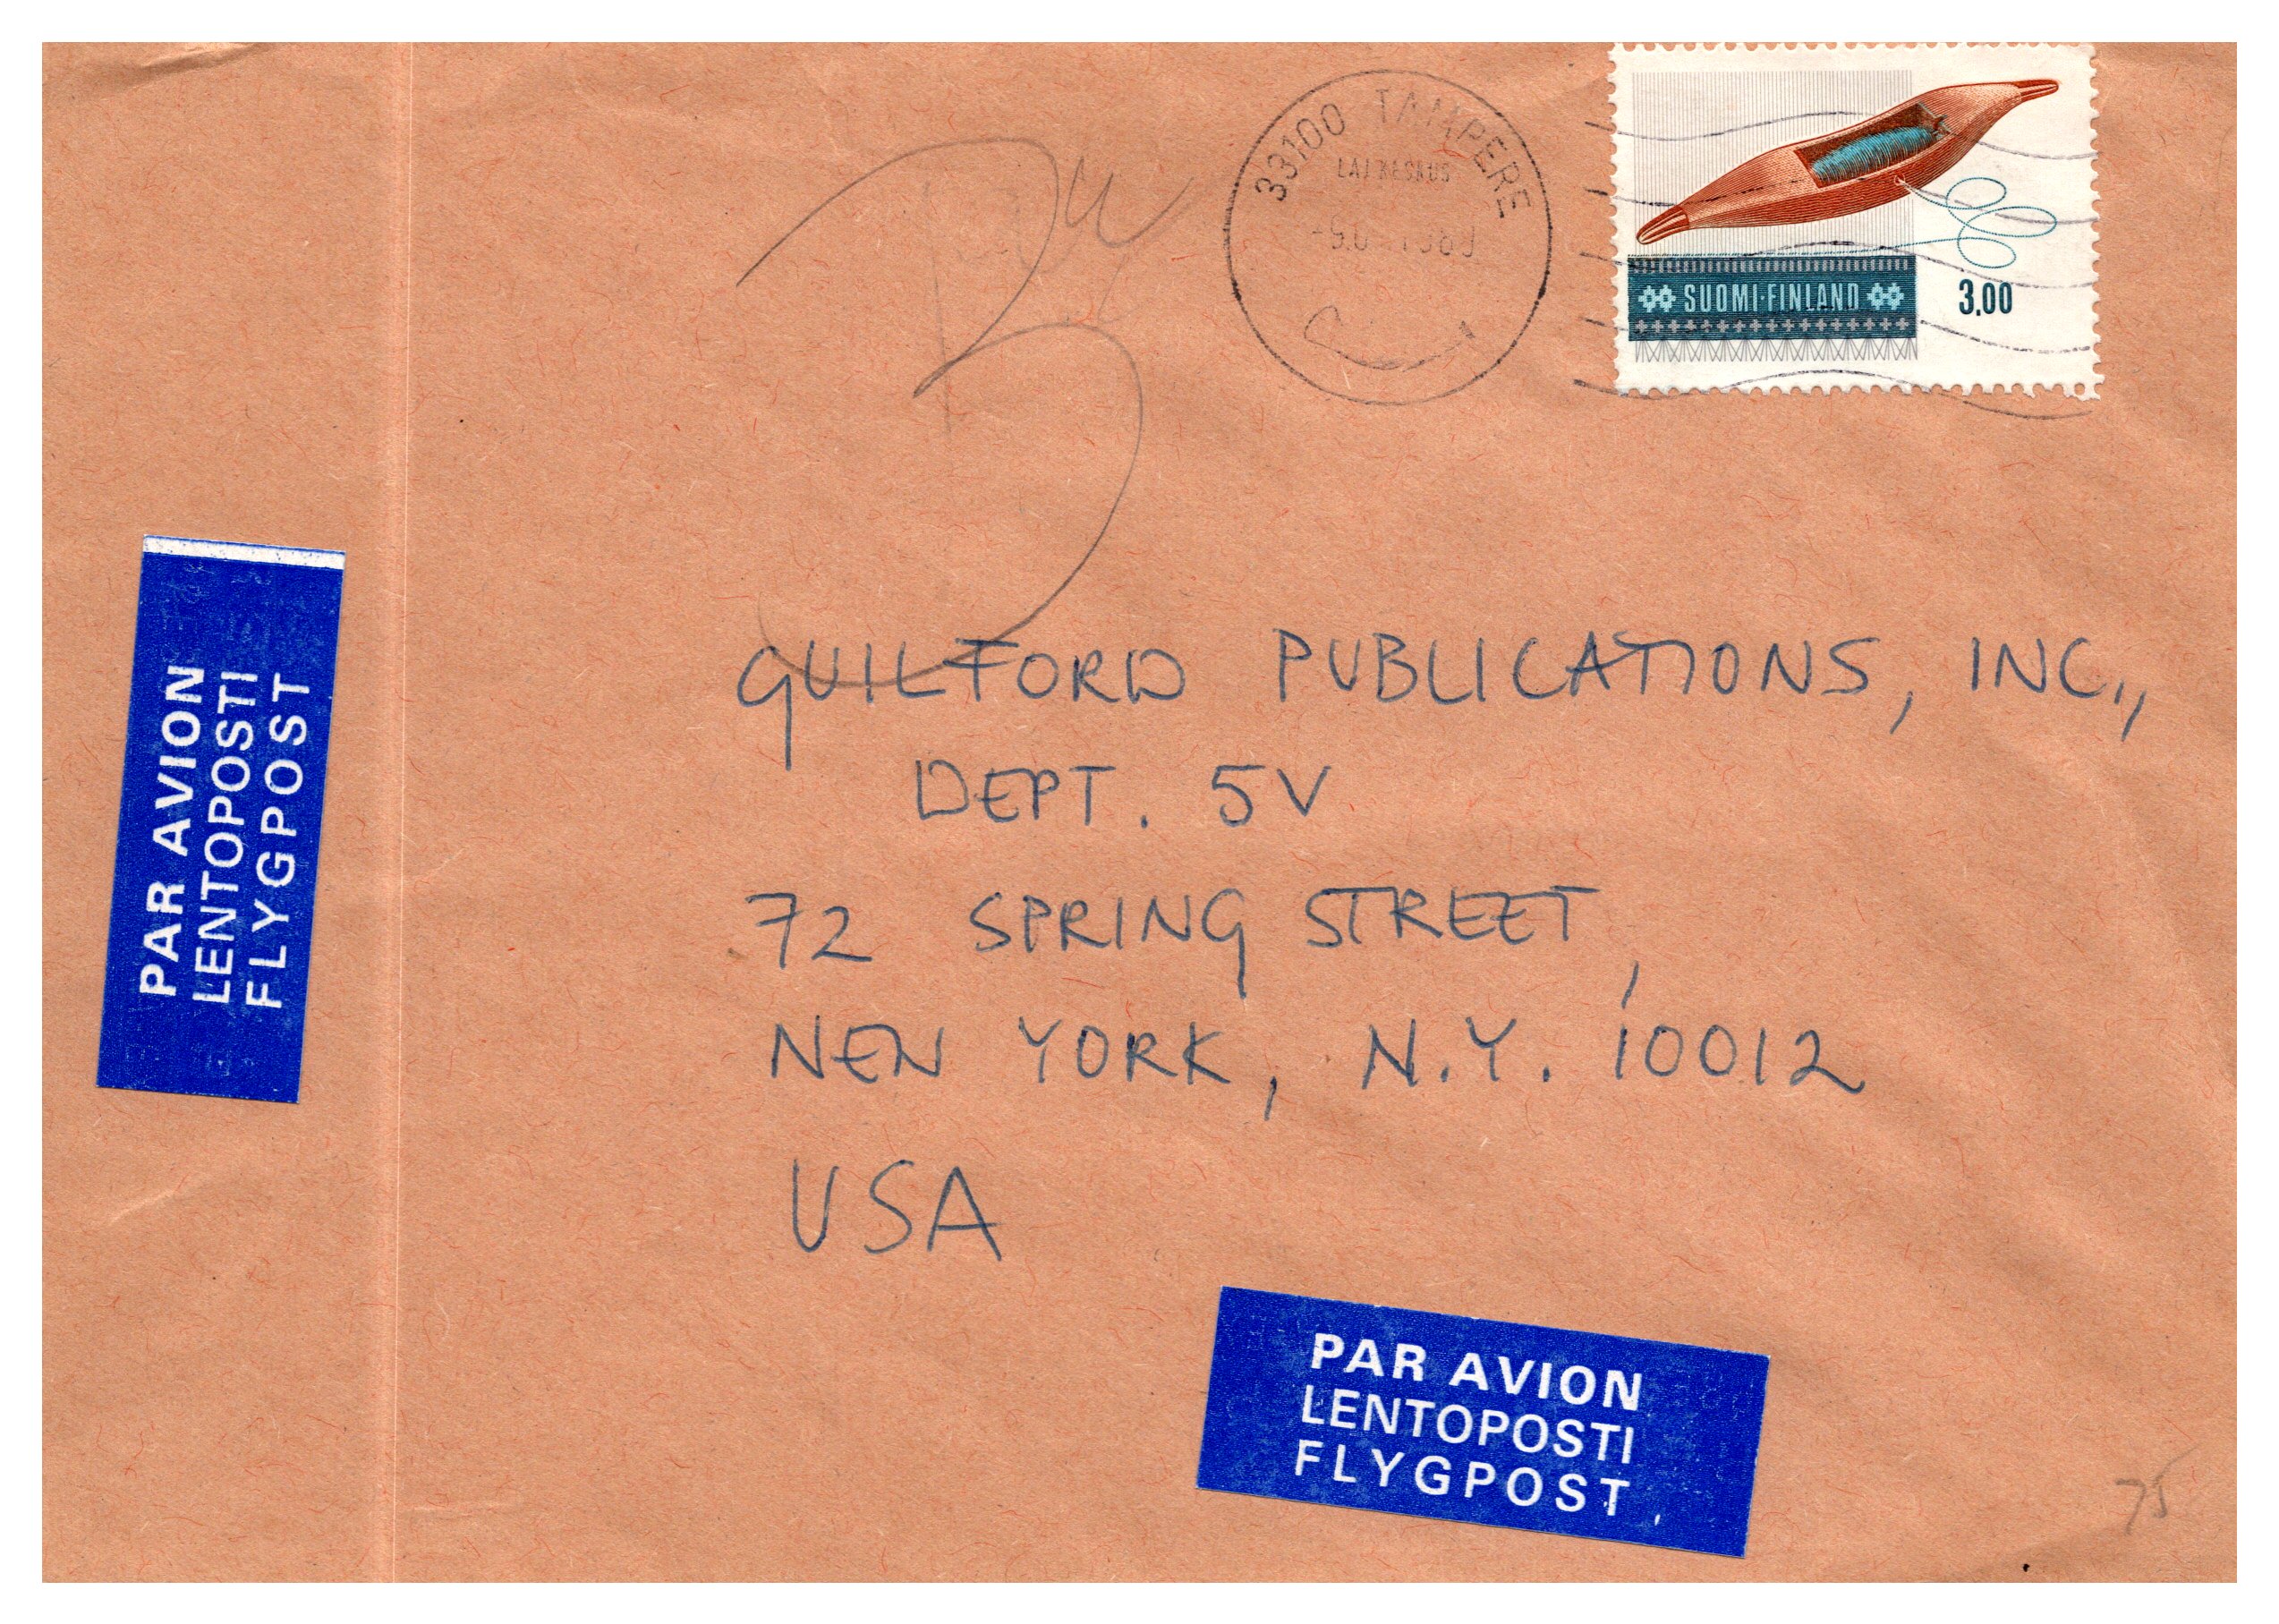 33100 TAMPERE
SUOMI·FINLAND
3.00
PAR AVION
LENTOPOSTI
FLYGPOST
GUILFORD PUBLICATIONS, INC.,
DEPT. 5V
72 SPRING STREET,
NEW YORK, N.Y. 10012
USA
PAR AVION
LENTOPOSTI
FLYGPOST
75